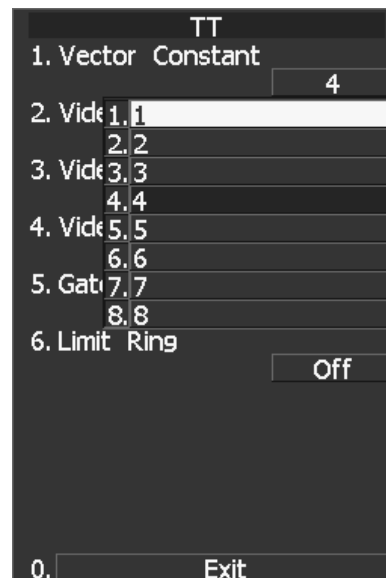 TT
1. Vector Constant
4
2. Vide
1. 1
2. 2
3. Vide
3. 3
4. 4
4. Vide
5. 5
6. 6
5. Gate
7. 7
8. 8
6. Limit Ring
Off
0. Exit